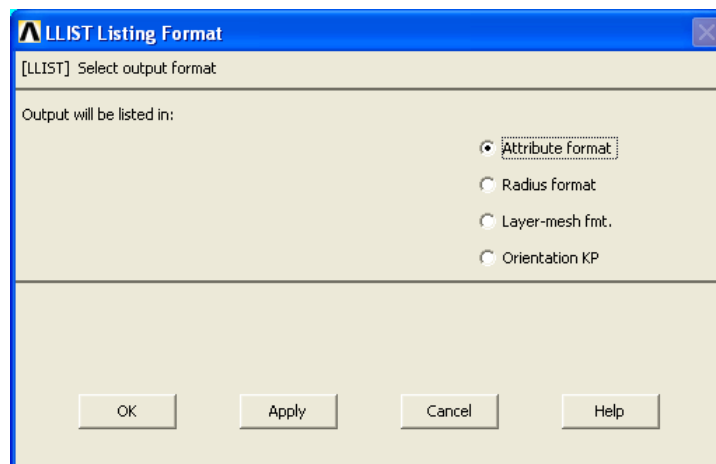 LLIST Listing Format
[LLIST] Select output format
Output will be listed in:
Attribute format
Radius format
Layer-mesh fmt.
Orientation KP
OK Apply Cancel Help